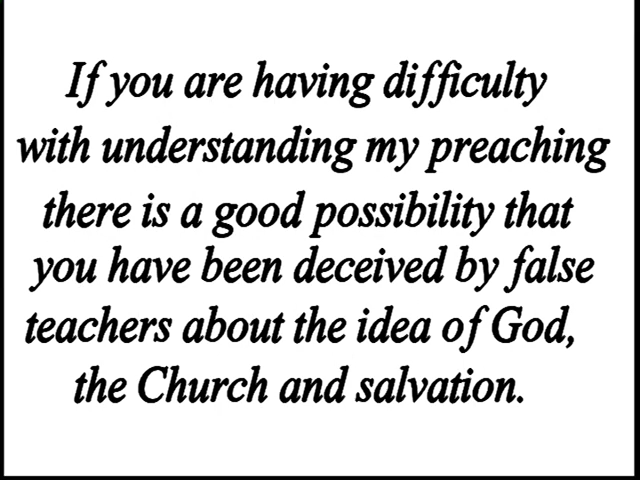 If you are having difficulty
with understanding my preaching
there is a good possibility that
you have been deceived by false
teachers about the idea of God,
the Church and salvation.